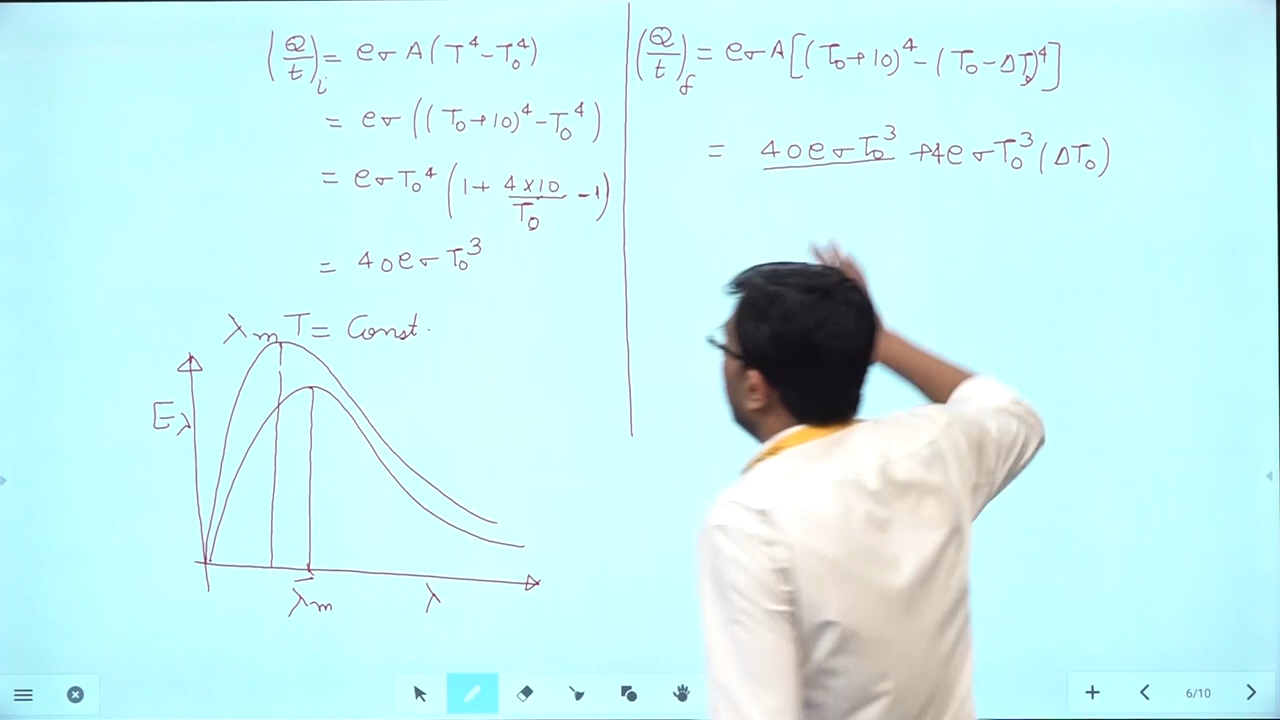 (Q/t)i = eσA(T⁴-T₀⁴)
= eσ((T₀+10)⁴-T₀⁴)
= eσT₀⁴(1+ 4×10/T₀ -1)
= 40eσT₀³
λm T = Const.
Eλ
λm
λ
(Q/t)f = eσA[(T₀+10)⁴-(T₀-ΔT₀)⁴]
= 40eσT₀³ +4eσT₀³(ΔT₀)
6/10